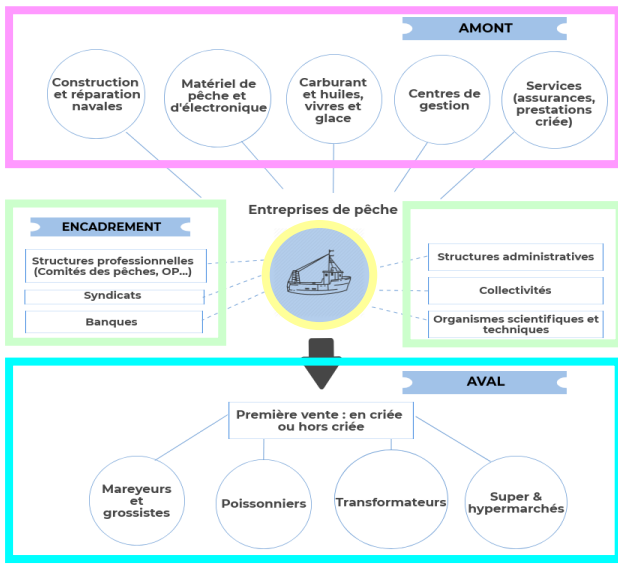 AMONT
Construction
et réparation
navales
Matériel de
pêche et
d'électronique
Carburant
et huiles,
vivres et
glace
Centres de
gestion
Services
(assurances,
prestations
criée)
Entreprises de pêche
ENCADREMENT
Structures professionnelles
(Comités des pêches, OP...)
Syndicats
Banques
Structures administratives
Collectivités
Organismes scientifiques et
techniques
AVAL
Première vente : en criée
ou hors criée
Mareyeurs
et
grossistes
Poissonniers
Transformateurs
Super &
hypermarchés